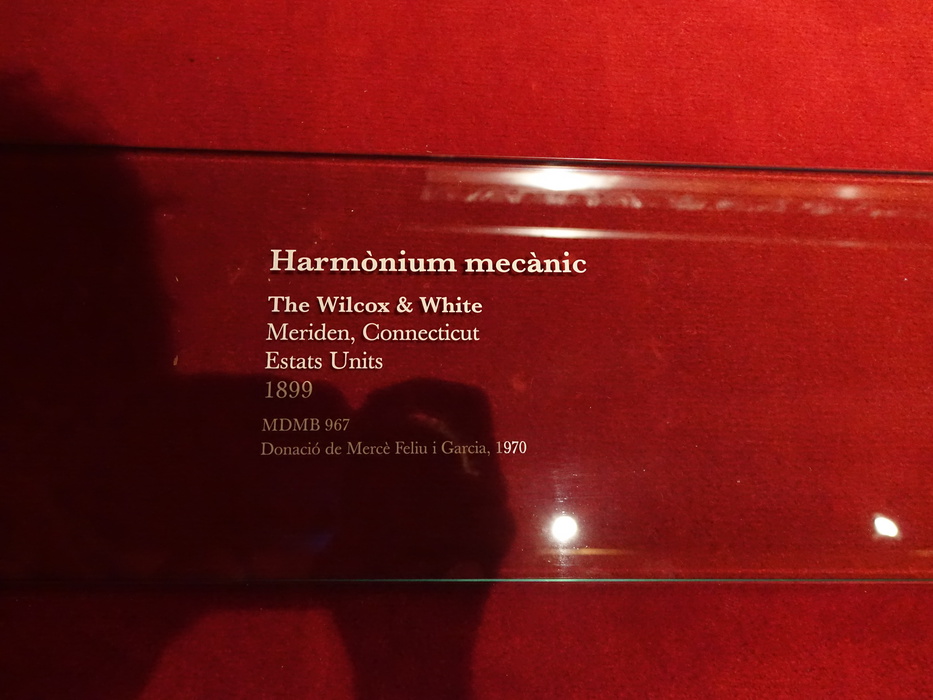 Harmònium mecànic
The Wilcox & White
Meriden, Connecticut
Estats Units
1899
MDMB 967
Donació de Mercè Feliu i Garcia, 1970